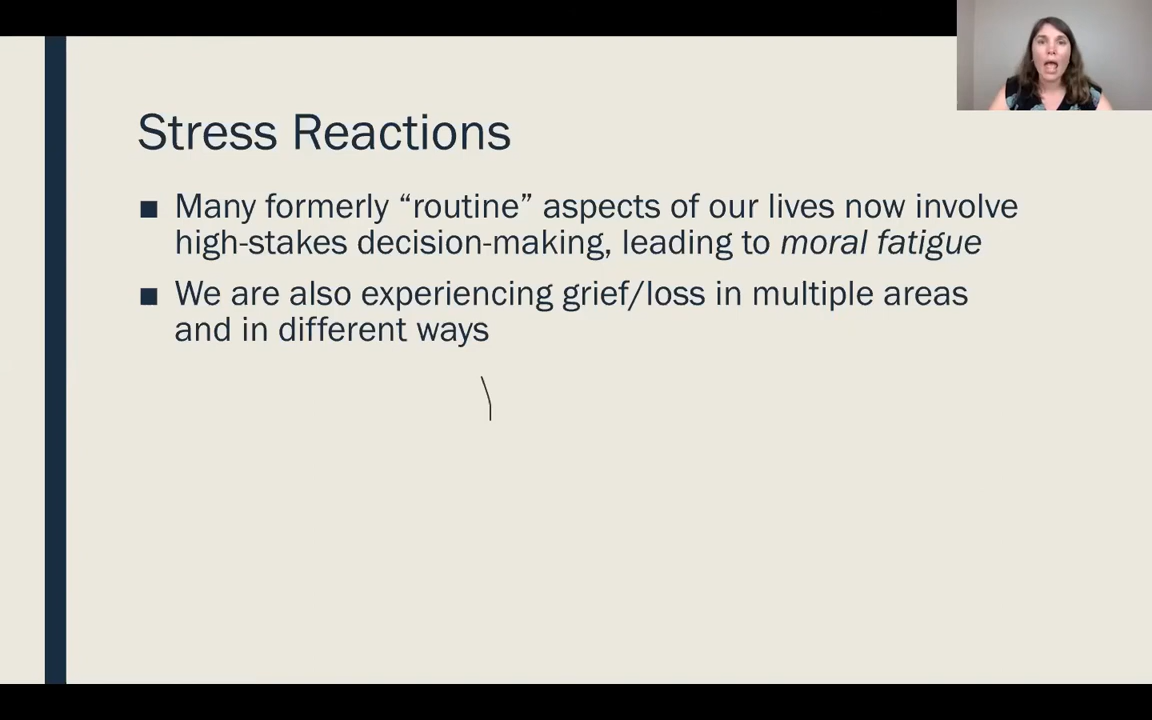 Stress Reactions
■ Many formerly “routine” aspects of our lives now involve
high-stakes decision-making, leading to moral fatigue
■ We are also experiencing grief/loss in multiple areas
and in different ways